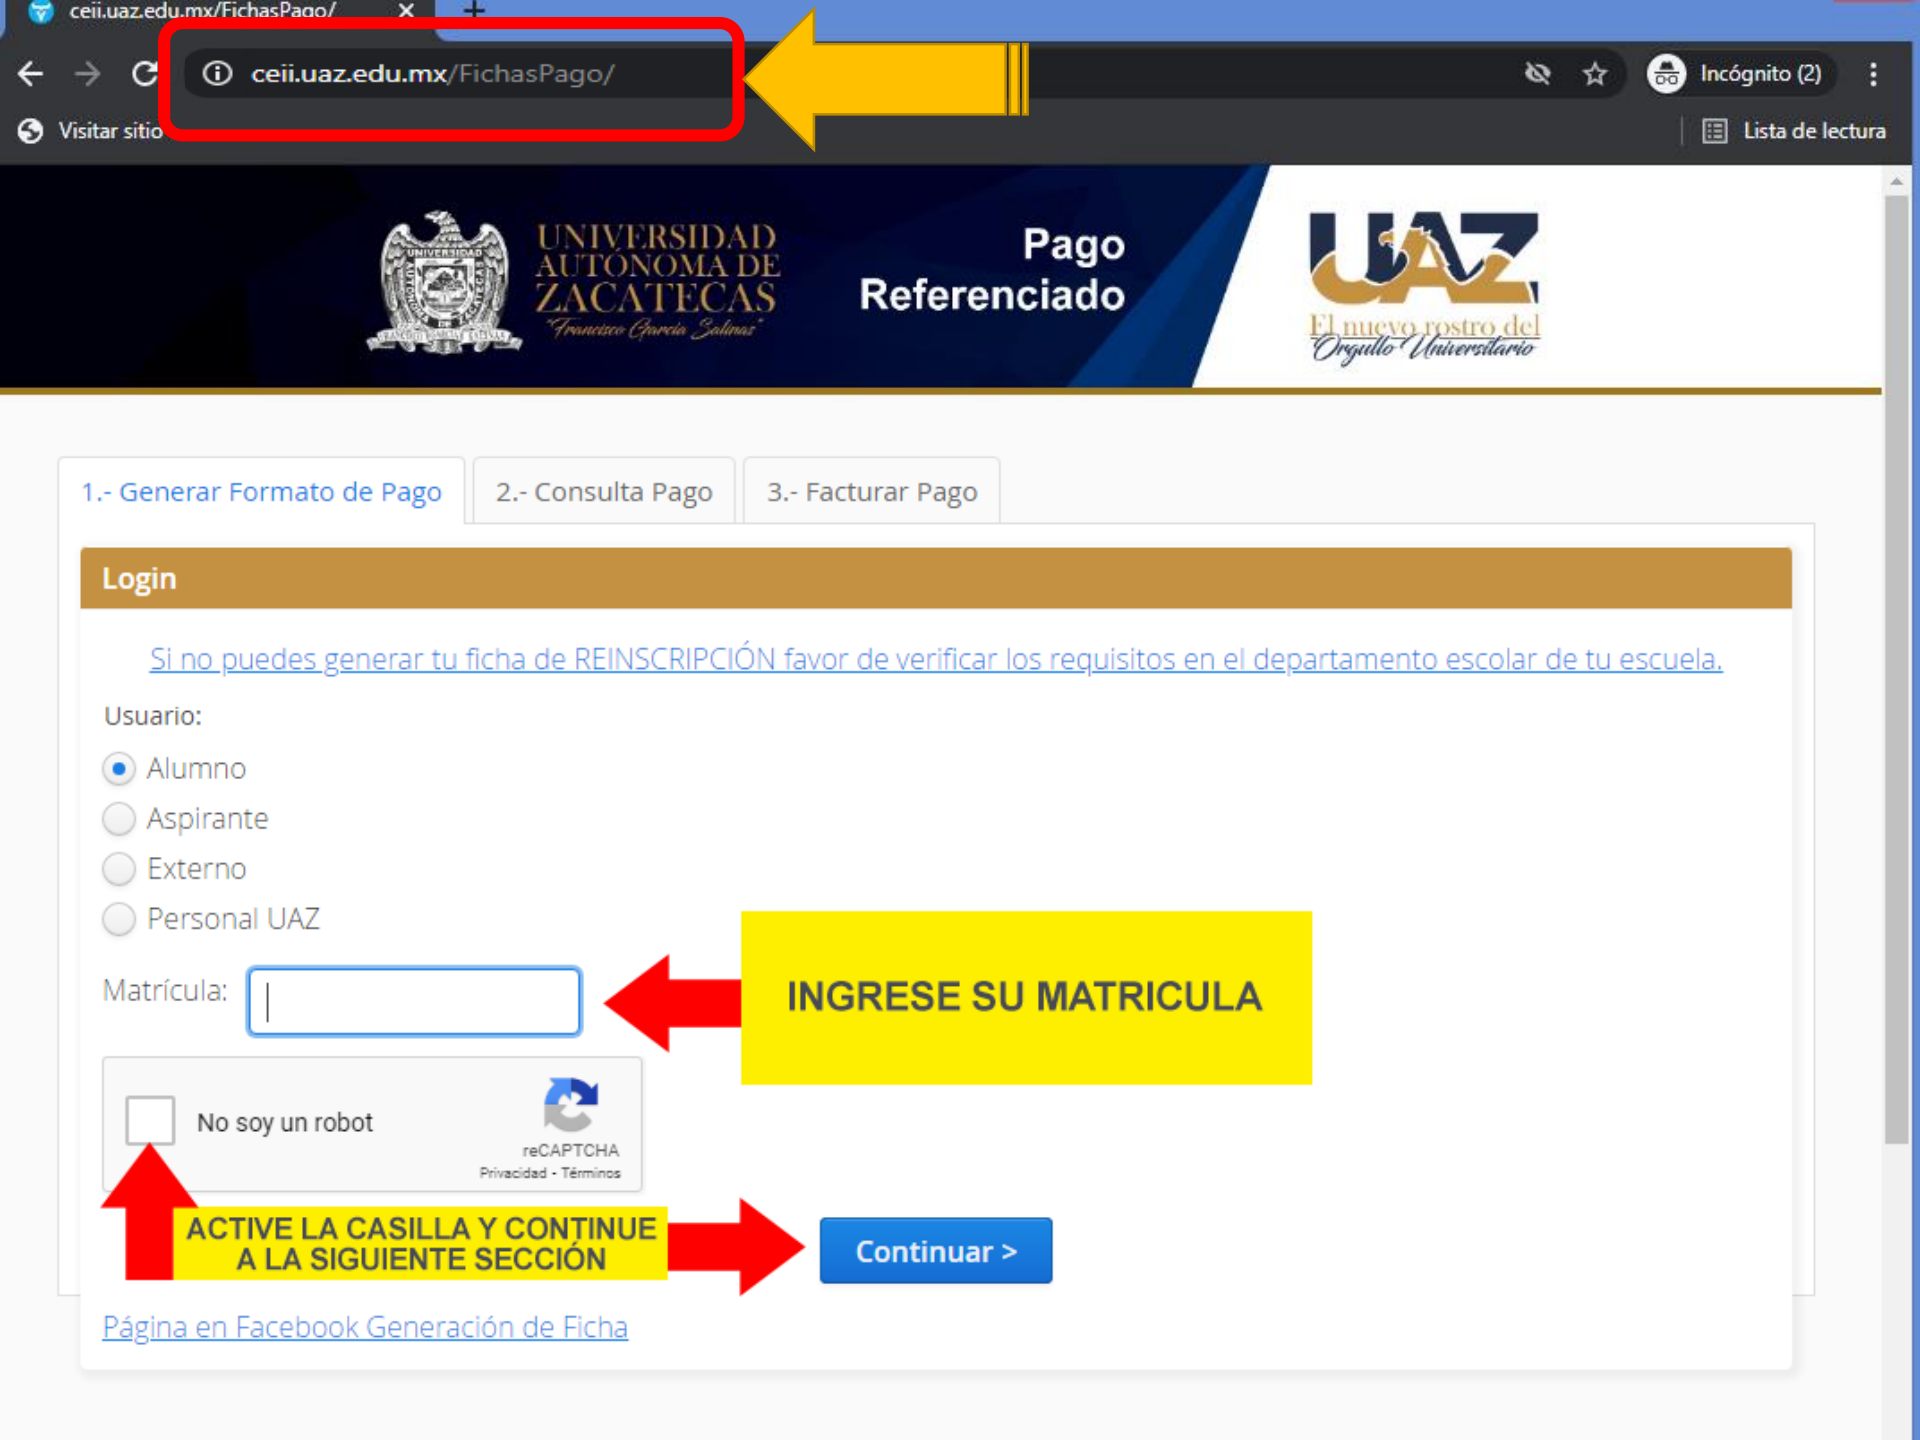 ceii.uaz.edu.mx/FichasPago/
ceii.uaz.edu.mx/FichasPago/
Incógnito (2)
Visitar sitio
Lista de lectura
UNIVERSIDAD
AUTÓNOMA DE
ZACATECAS
"Francisco García Salinas"
Pago
Referenciado
UAZ
El nuevo rostro del
Orgullo Universitario
1.- Generar Formato de Pago
2.- Consulta Pago
3.- Facturar Pago
Login
Si no puedes generar tu ficha de REINSCRIPCIÓN favor de verificar los requisitos en el departamento escolar de tu escuela.
Usuario:
Alumno
Aspirante
Externo
Personal UAZ
Matrícula:
INGRESE SU MATRICULA
No soy un robot
reCAPTCHA
Privacidad - Términos
ACTIVE LA CASILLA Y CONTINUE
A LA SIGUIENTE SECCIÓN
Continuar >
Página en Facebook Generación de Ficha